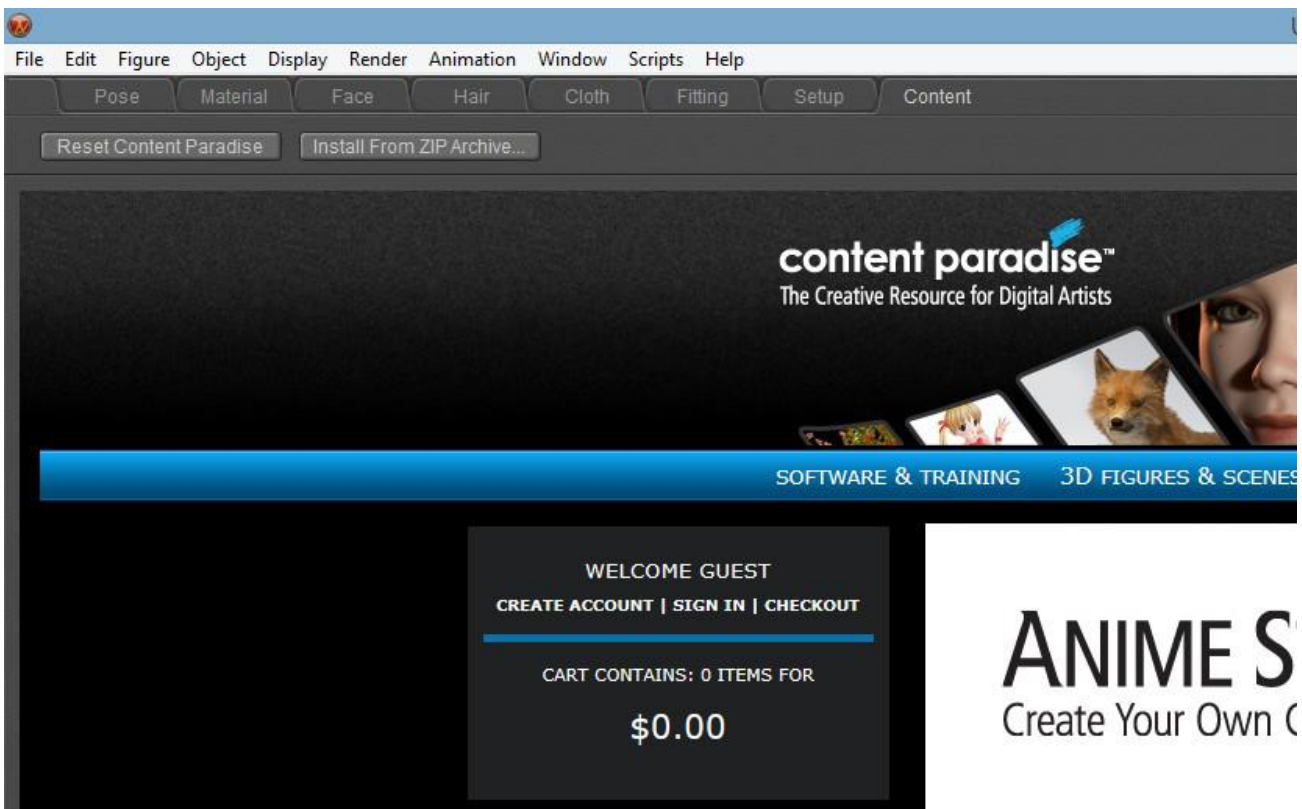 File Edit Figure Object Display Render Animation Window Scripts Help
Pose Material Face Hair Cloth Fitting Setup Content
Reset Content Paradise Install From ZIP Archive...
content paradise™
The Creative Resource for Digital Artists
SOFTWARE & TRAINING 3D FIGURES & SCENES
WELCOME GUEST
CREATE ACCOUNT | SIGN IN | CHECKOUT
CART CONTAINS: 0 ITEMS FOR
$0.00
ANIME
Create Your Own